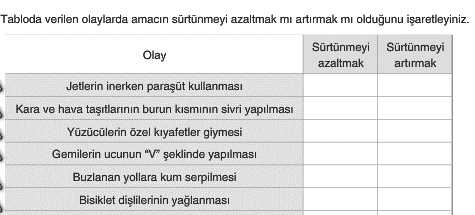 Tabloda verilen olaylarda amacın sürtünmeyi azaltmak mı artırmak mı olduğunu işaretleyiniz.
Olay
Sürtünmeyi azaltmak
Sürtünmeyi artırmak
Jetlerin inerken paraşüt kullanması
Kara ve hava taşıtlarının burun kısmının sivri yapılması
Yüzücülerin özel kıyafetler giymesi
Gemilerin ucunun "V" şeklinde yapılması
Buzlanan yollara kum serpilmesi
Bisiklet dişlilerinin yağlanması